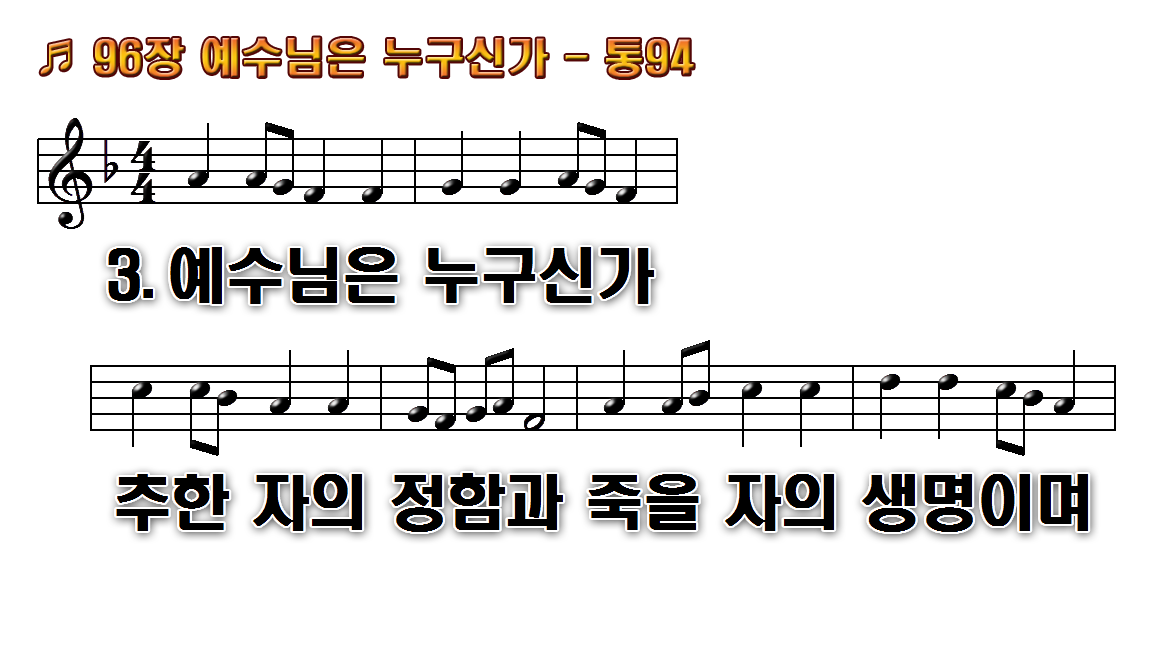 ♬ 96장 예수님은 누구신가 - 통94
3. 예수님은 누구신가
추한 자의 정함과 죽을 자의 생명이며